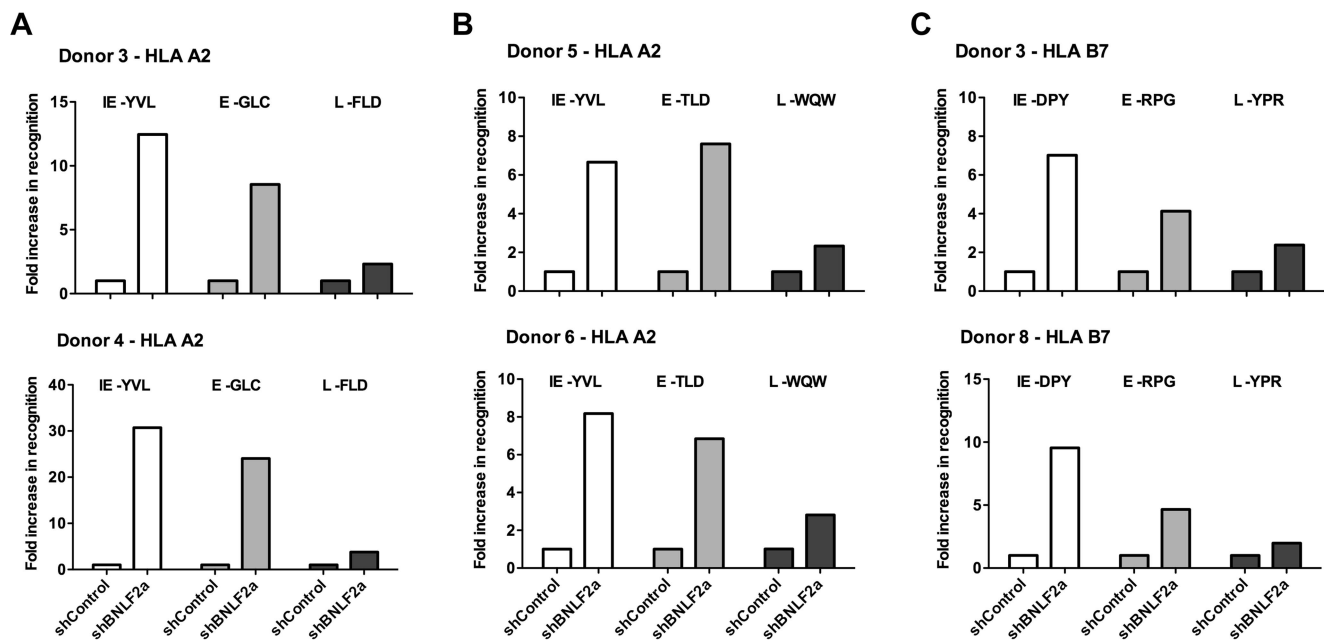 A
Donor 3 - HLA A2
Fold increase in recognition
15
10
5
0
IE -YVL E -GLC L -FLD
Donor 4 - HLA A2
Fold increase in recognition
40
30
20
10
0
IE -YVL E -GLC L -FLD
shControl shBNLF2a shControl shBNLF2a shControl shBNLF2a
B
Donor 5 - HLA A2
Fold increase in recognition
10
8
6
4
2
0
IE -YVL E -TLD L -WQW
Donor 6 - HLA A2
Fold increase in recognition
10
8
6
4
2
0
IE -YVL E -TLD L -WQW
shControl shBNLF2a shControl shBNLF2a shControl shBNLF2a
C
Donor 3 - HLA B7
Fold increase in recognition
10
8
6
4
2
0
IE -DPY E -RPG L -YPR
Donor 8 - HLA B7
Fold increase in recognition
15
10
5
0
IE -DPY E -RPG L -YPR
shControl shBNLF2a shControl shBNLF2a shControl shBNLF2a